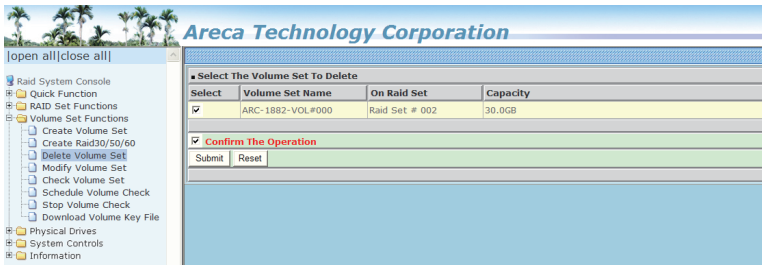 Areca Technology Corporation
|open all|close all|
Raid System Console
Quick Function
RAID Set Functions
Volume Set Functions
Create Volume Set
Create Raid30/50/60
Delete Volume Set
Modify Volume Set
Check Volume Set
Schedule Volume Check
Stop Volume Check
Download Volume Key File
Physical Drives
System Controls
Information
Select The Volume Set To Delete
Select Volume Set Name On Raid Set Capacity
ARC-1882-VOL#000 Raid Set # 002 30.0GB
Confirm The Operation
Submit Reset